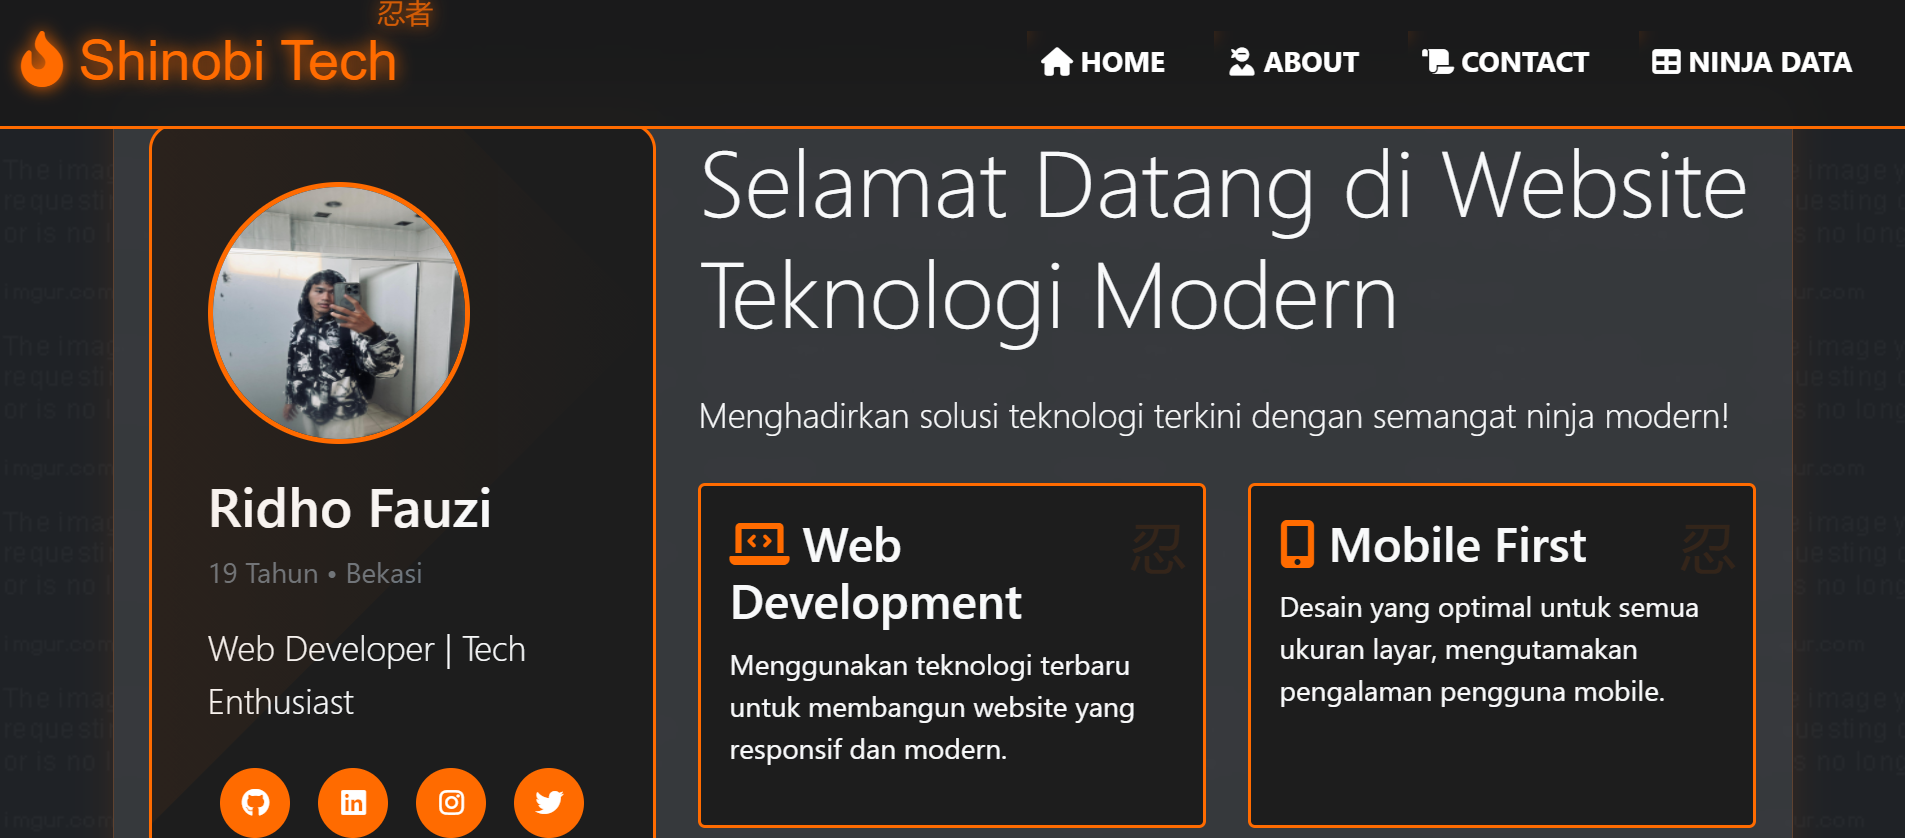 忍者
Shinobi Tech
HOME
ABOUT
CONTACT
NINJA DATA
Ridho Fauzi
19 Tahun • Bekasi
Web Developer | Tech
Enthusiast
Selamat Datang di Website
Teknologi Modern
Menghadirkan solusi teknologi terkini dengan semangat ninja modern!
Web
忍
Development
Menggunakan teknologi terbaru
untuk membangun website yang
responsif dan modern.
Mobile First
忍
Desain yang optimal untuk semua
ukuran layar, mengutamakan
pengalaman pengguna mobile.